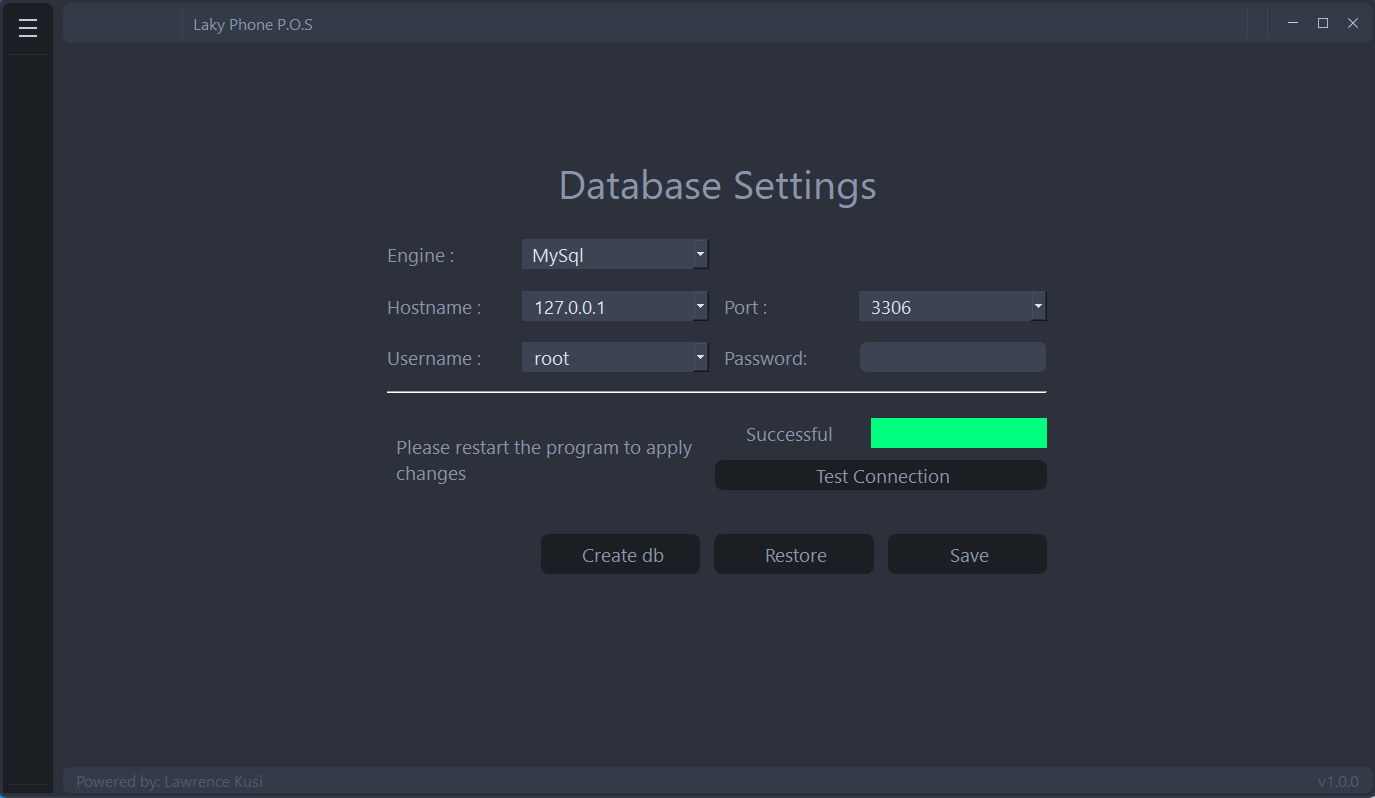 Laky Phone P.O.S
Database Settings
Engine :
MySql
Hostname :
127.0.0.1
Port :
3306
Username :
root
Password:
Please restart the program to apply
changes
Successful
Test Connection
Create db
Restore
Save
Powered by: Lawrence Kusi
v1.0.0